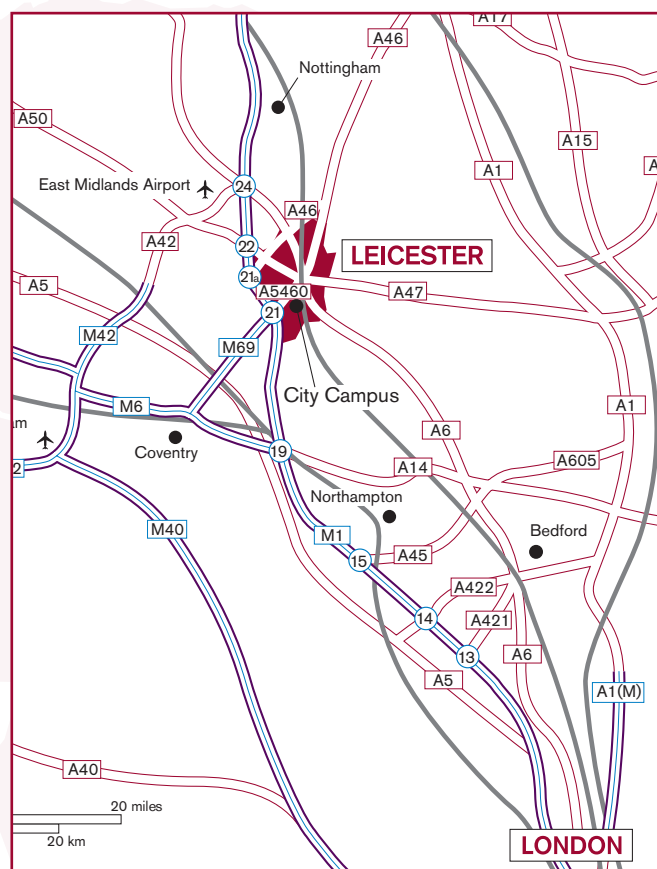 A17
A46
Nottingham
A50
A15
A1
A
East Midlands Airport
24
A46
A42
22
LEICESTER
21a
A5
A5460
A47
21
M42
M69
City Campus
M6
A1
am
A6
Coventry
19
A605
2
A14
Northampton
M40
M1
Bedford
15
A45
A422
14
A421
13
A6
A5
A1(M)
A40
20 miles
20 km
LONDON